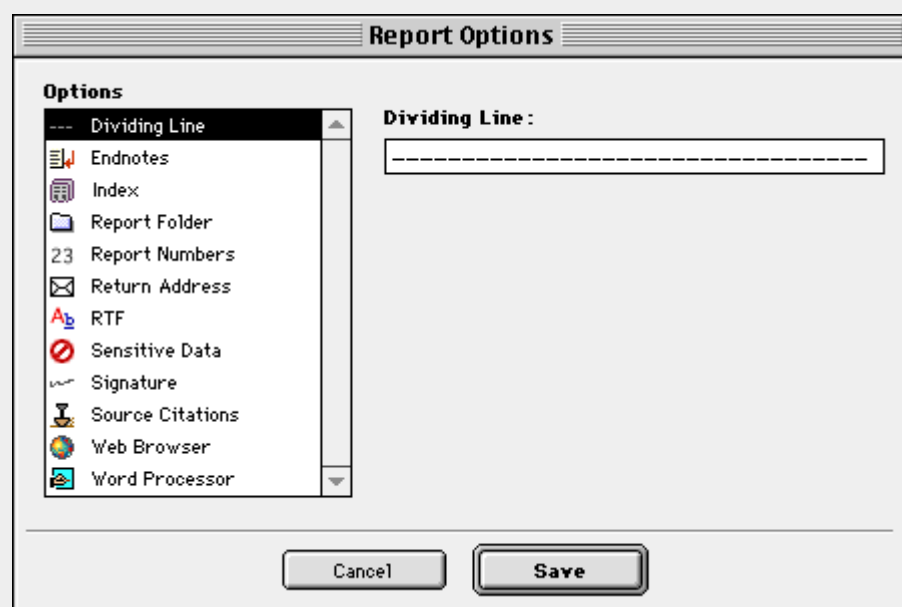 Report Options
Options
--- Dividing Line
Endnotes
Index
Report Folder
23 Report Numbers
Return Address
Ab RTF
Sensitive Data
Signature
Source Citations
Web Browser
Word Processor
Dividing Line:
----------------------------------
Cancel
Save